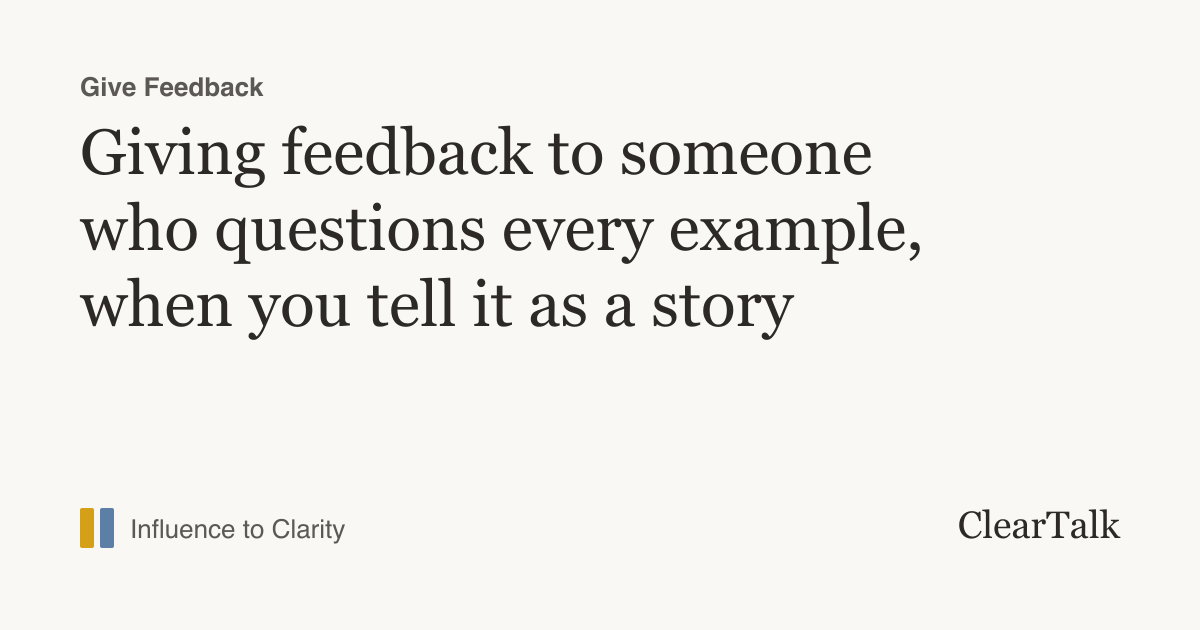 Give Feedback
Giving feedback to someone
who questions every example,
when you tell it as a story
Influence to Clarity
ClearTalk